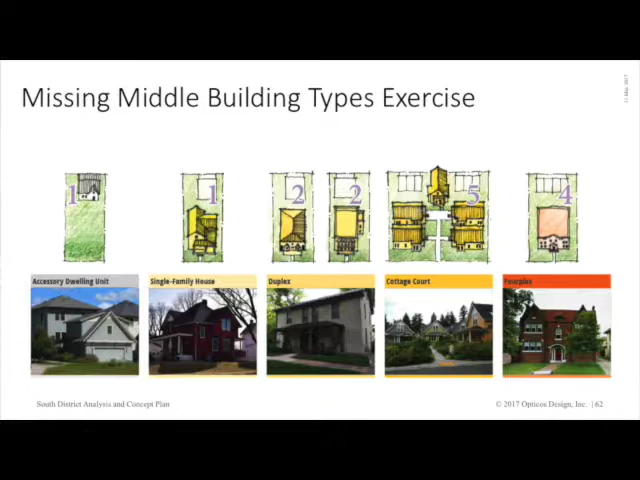 Missing Middle Building Types Exercise
1
1
2
2
5
4
Accessory Dwelling Unit
Single-Family House
Duplex
Cottage Court
Fourplex
South District Analysis and Concept Plan
© 2017 Opticos Design, Inc. | 62